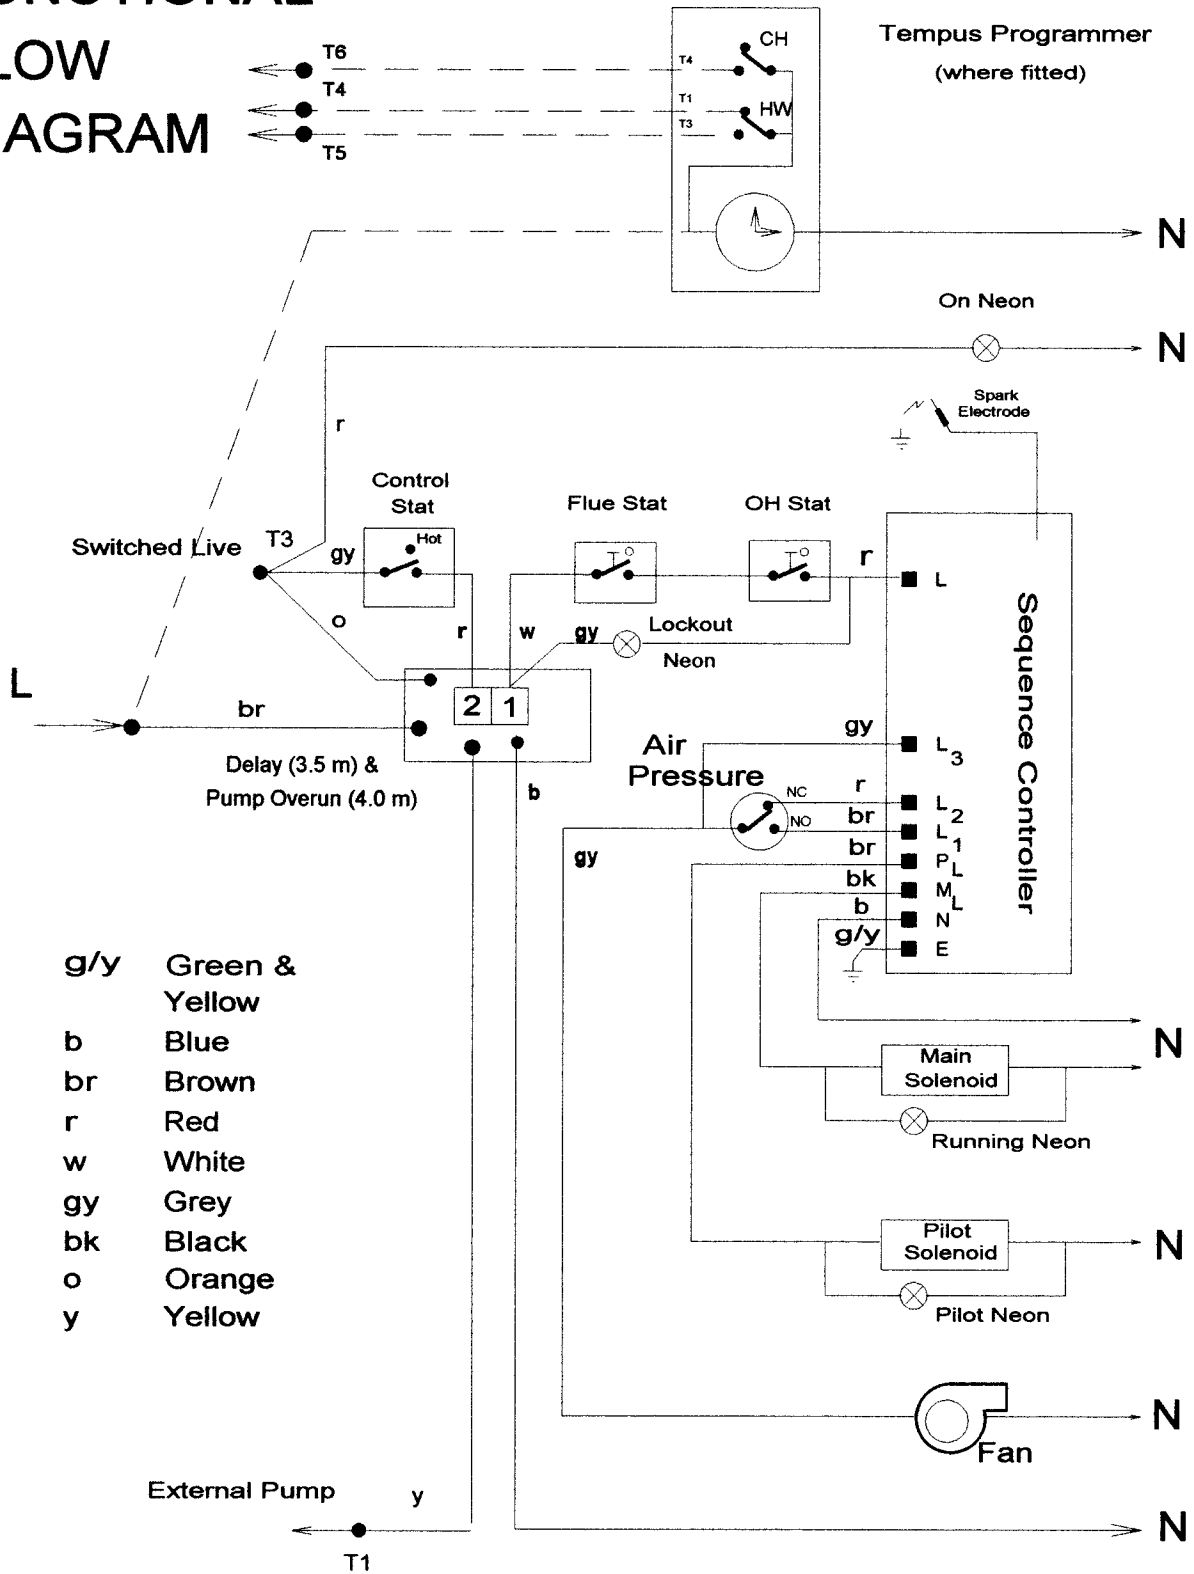 LOW
AGRAM
T6
T4
T5
T4
T1
T3
CH
HW
Tempus Programmer
(where fitted)
N
On Neon
N
Spark
Electrode
r
Control
Stat
Hot
Flue Stat
OH Stat
Switched Live
T3
gy
r
L
o
r
w
gy
Lockout
Neon
Sequence Controller
L
br
2
1
Delay (3.5 m) &
Pump Overun (4.0 m)
b
Air
Pressure
gy
L3
NC
r
L2
NO
br
L1
gy
br
PL
bk
ML
b
N
g/y
E
g/y Green &
Yellow
b Blue
br Brown
r Red
w White
gy Grey
bk Black
o Orange
y Yellow
N
Main
Solenoid
Running Neon
Pilot
Solenoid
N
Pilot Neon
N
Fan
External Pump
y
N
T1